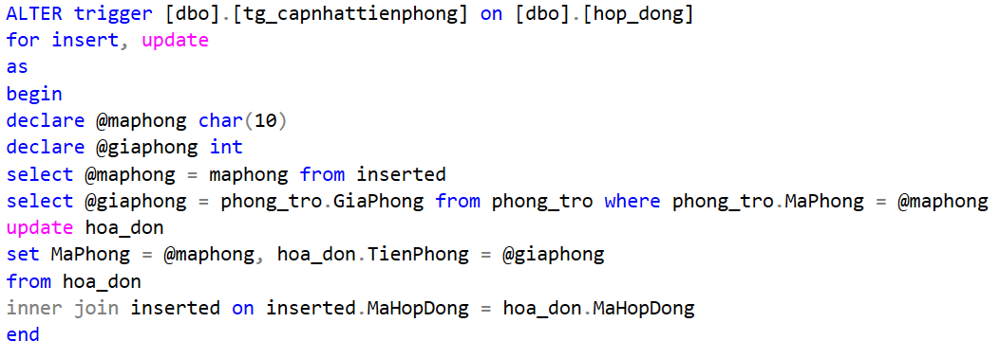 ALTER trigger [dbo].[tg_capnhattienphong] on [dbo].[hop_dong]
for insert, update
as
begin
declare @maphong char(10)
declare @giaphong int
select @maphong = maphong from inserted
select @giaphong = phong_tro.GiaPhong from phong_tro where phong_tro.MaPhong = @maphong
update hoa_don
set MaPhong = @maphong, hoa_don.TienPhong = @giaphong
from hoa_don
inner join inserted on inserted.MaHopDong = hoa_don.MaHopDong
end